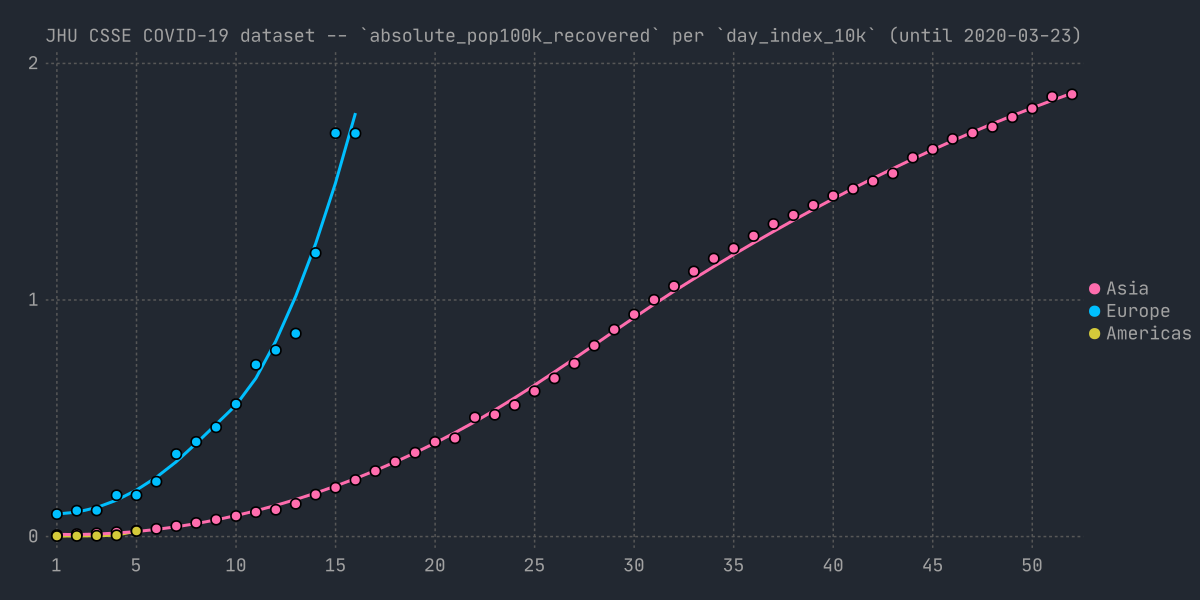 JHU CSSE COVID-19 dataset -- `absolute_pop100k_recovered` per `day_index_10k` (until 2020-03-23)
2
1
0
1 5 10 15 20 25 30 35 40 45 50
Asia
Europe
Americas